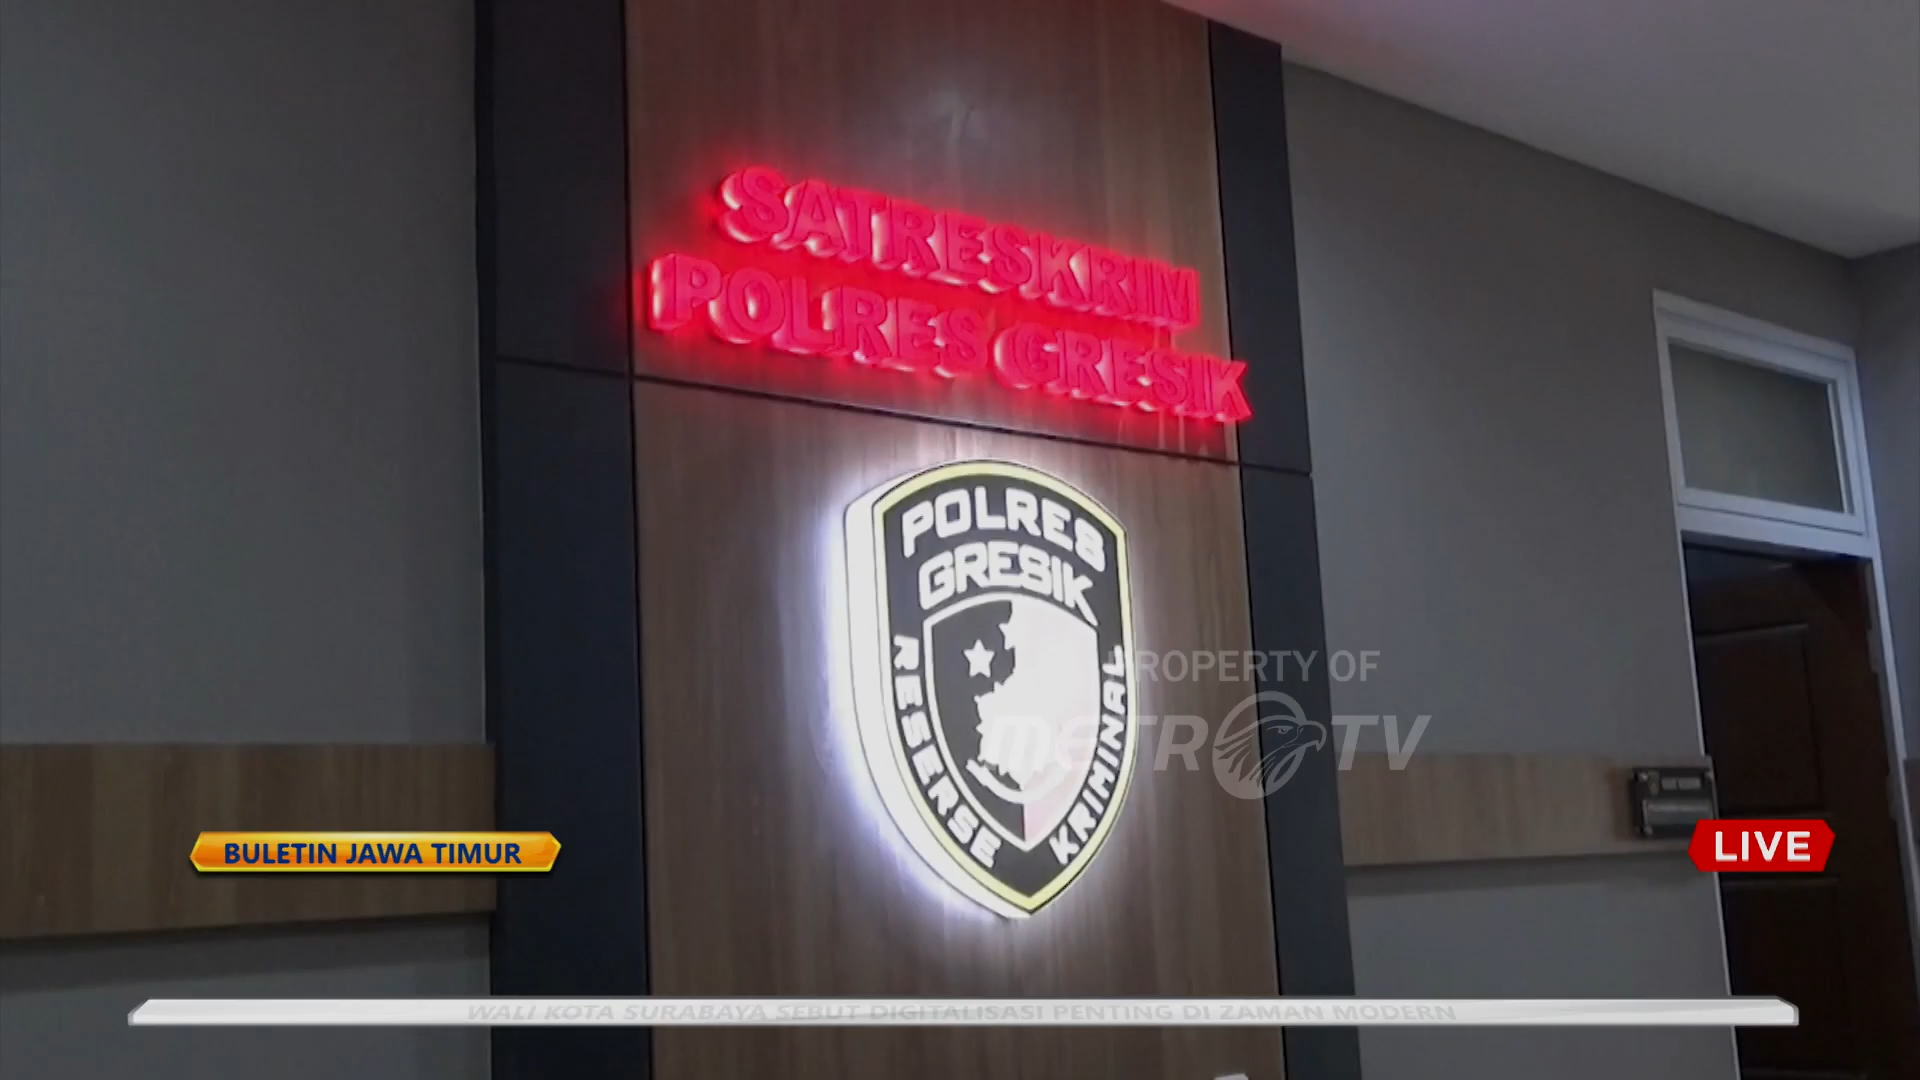 SATRESKRIM
POLRES GRESIK
POLRES
GRESIK
RESERSE
KRIMINAL
PROPERTY OF
METRO TV
BULETIN JAWA TIMUR
LIVE
WALI KOTA SURABAYA SEBUT DIGITALISASI PENTING DI ZAMAN MODERN